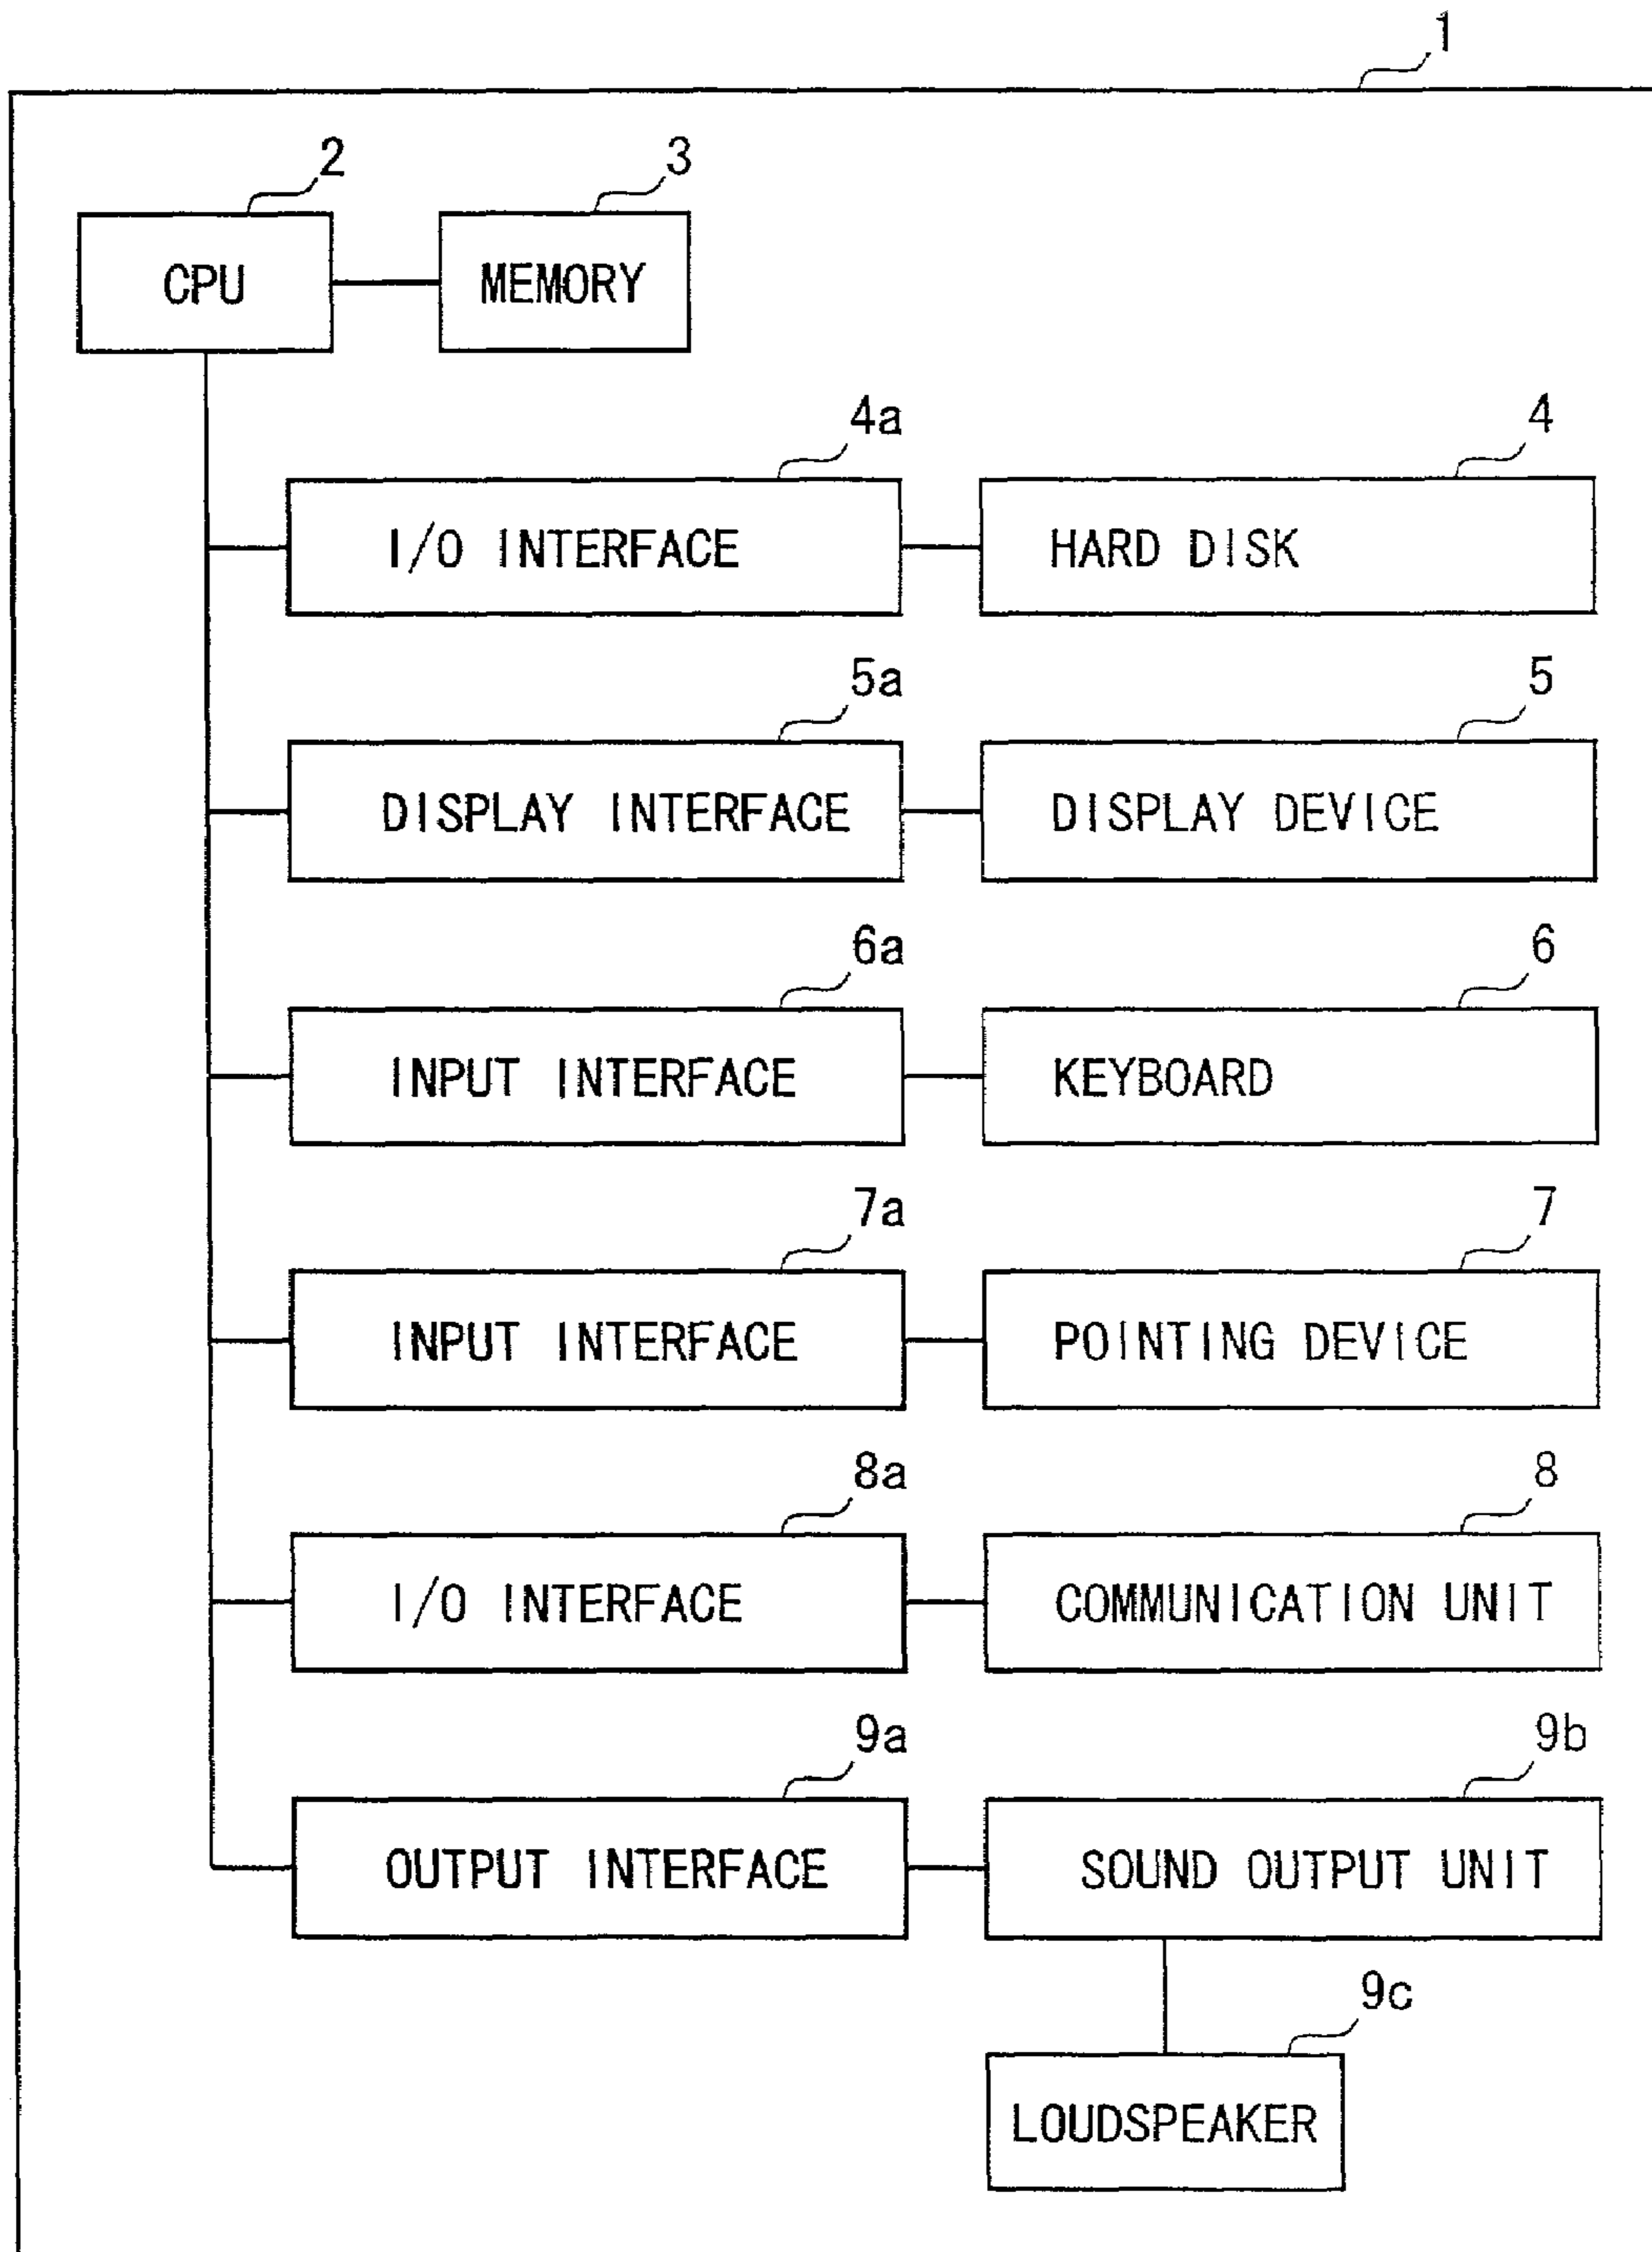 1
2 3
CPU MEMORY
4a 4
I/O INTERFACE HARD DISK
5a 5
DISPLAY INTERFACE DISPLAY DEVICE
6a 6
INPUT INTERFACE KEYBOARD
7a 7
INPUT INTERFACE POINTING DEVICE
8a 8
I/O INTERFACE COMMUNICATION UNIT
9a 9b
OUTPUT INTERFACE SOUND OUTPUT UNIT
9c
LOUDSPEAKER